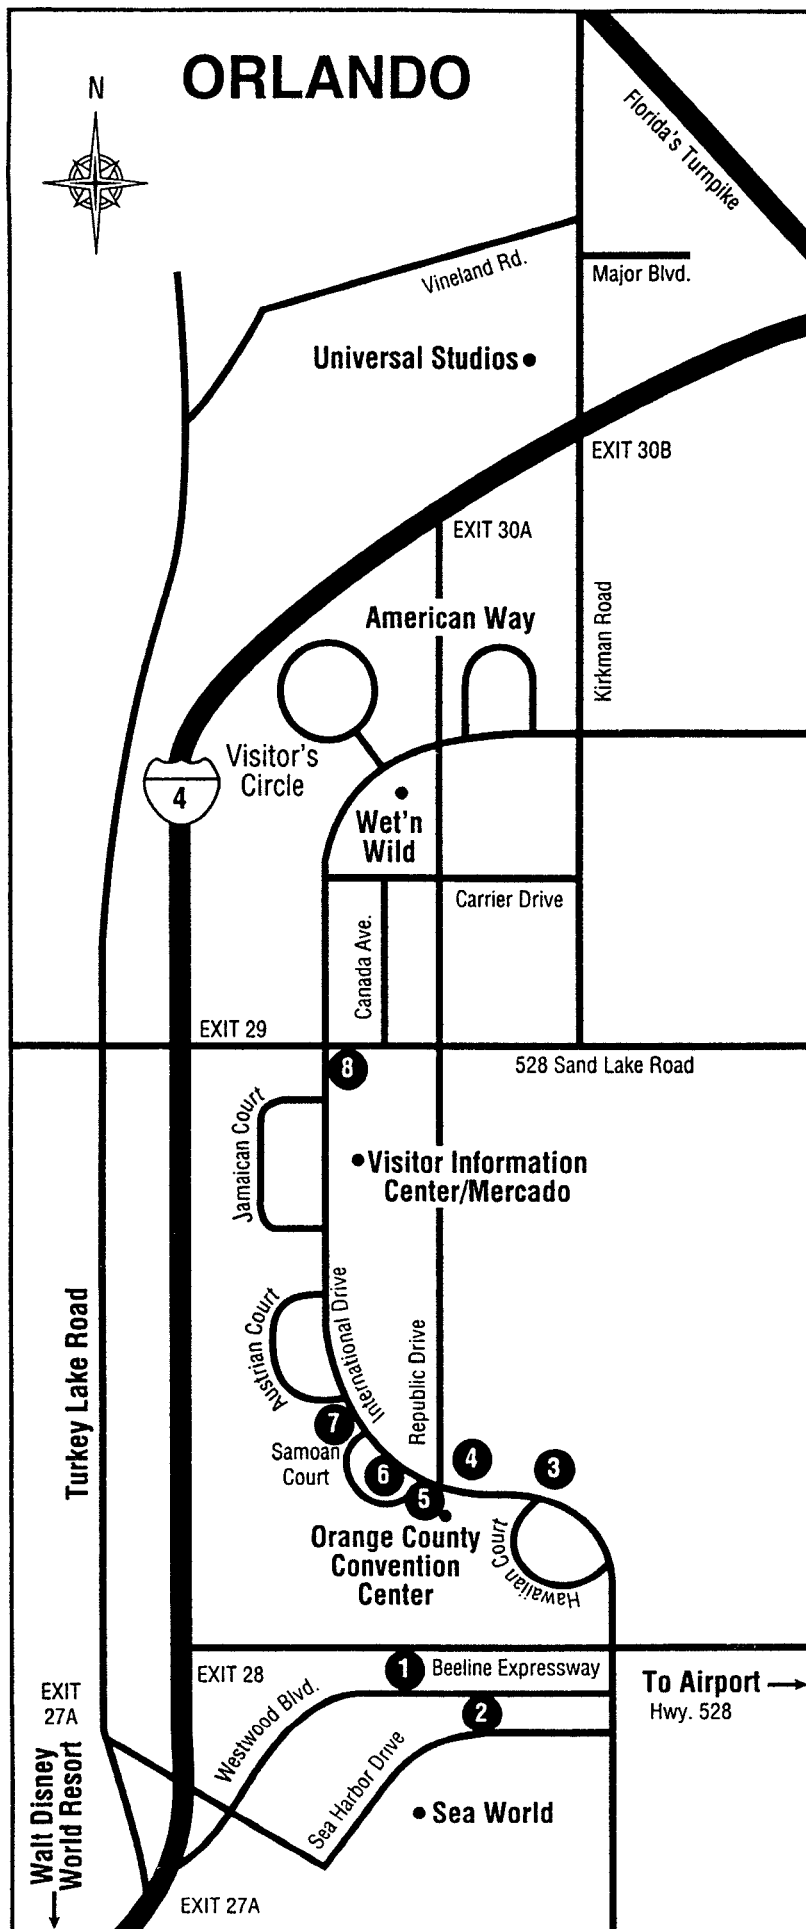 ORLANDO
N
Florida's Turnpike
Vineland Rd.
Major Blvd.
Universal Studios
EXIT 30B
EXIT 30A
American Way
Kirkman Road
Visitor's
Circle
4
Wet'n
Wild
Carrier Drive
Canada Ave.
EXIT 29
8
528 Sand Lake Road
Jamaican Court
Visitor Information
Center/Mercado
Turkey Lake Road
Austrian Court
International Drive
Republic Drive
7
Samoan
Court
6
5
4
3
Orange County
Convention
Center
Hawaiian Court
EXIT 28
1
Beeline Expressway
To Airport
Hwy. 528
EXIT
27A
Westwood Blvd.
2
Sea Harbor Drive
Sea World
Walt Disney
World Resort
EXIT 27A